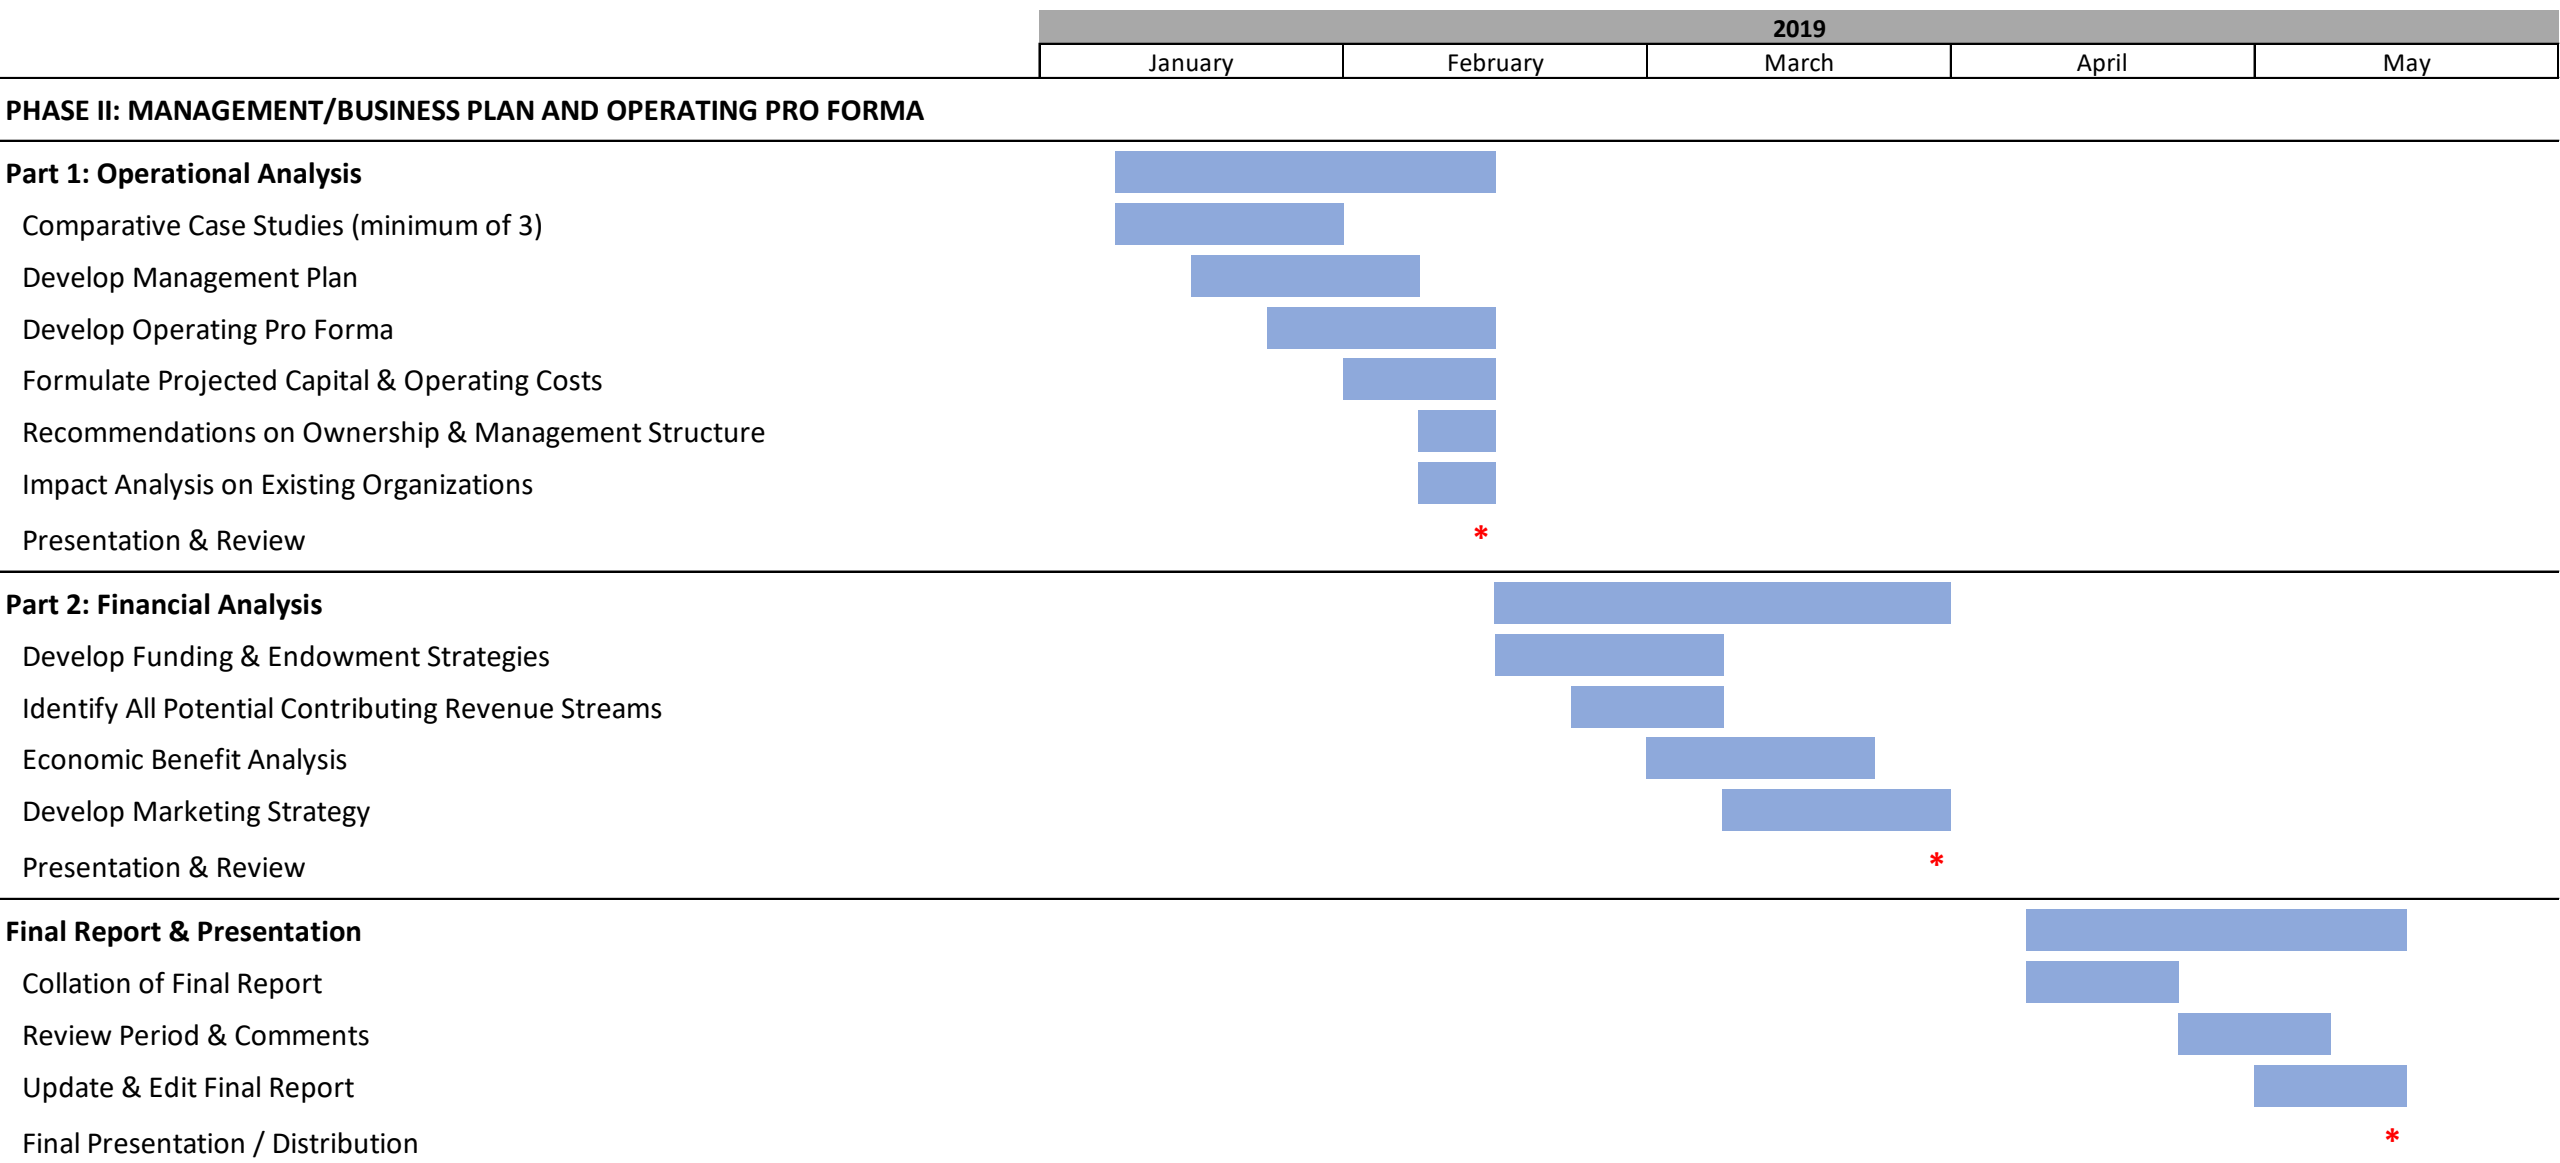 2019
January February March April May
PHASE II: MANAGEMENT/BUSINESS PLAN AND OPERATING PRO FORMA
Part 1: Operational Analysis
Comparative Case Studies (minimum of 3)
Develop Management Plan
Develop Operating Pro Forma
Formulate Projected Capital & Operating Costs
Recommendations on Ownership & Management Structure
Impact Analysis on Existing Organizations
Presentation & Review *
Part 2: Financial Analysis
Develop Funding & Endowment Strategies
Identify All Potential Contributing Revenue Streams
Economic Benefit Analysis
Develop Marketing Strategy
Presentation & Review *
Final Report & Presentation
Collation of Final Report
Review Period & Comments
Update & Edit Final Report
Final Presentation / Distribution *